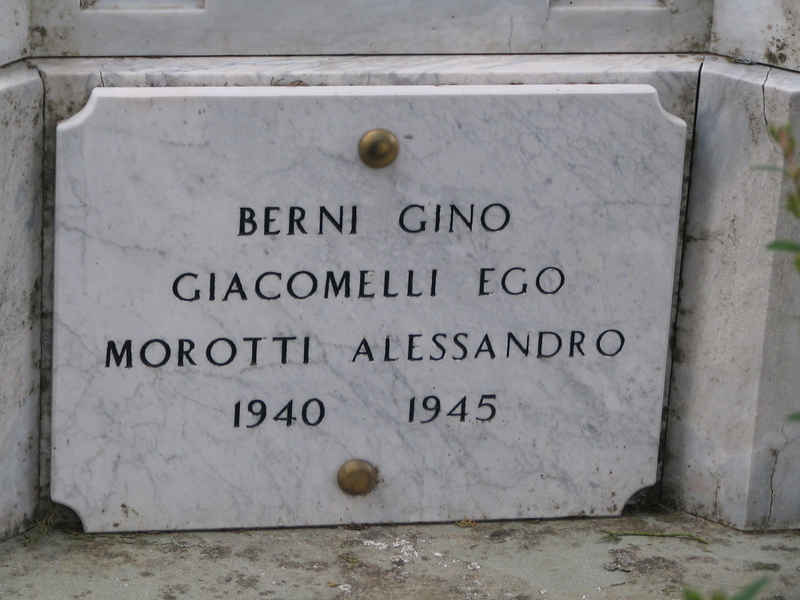 BERNI GINO
GIACOMELLI EGO
MOROTTI ALESSANDRO
1940 1945